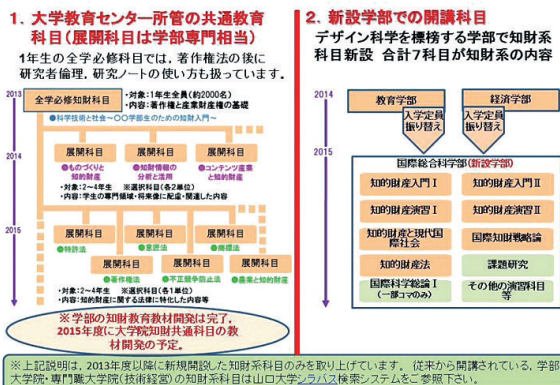 1. 大学教育センター所管の共通教育
科目(展開科目は学部専門相当)
1年生の全学必修科目では、著作権法の後に
研究者倫理、研究ノートの使い方も扱っています。
2013
全学必修知財科目
・対象:1年生全員(約2000名)
・内容:著作権と産業財産権の基礎
●科学技術と社会~○○学部生のための知財入門~
2014
展開科目
展開科目
展開科目
●ものづくりと
知的財産
●知財情報の
分析と活用
●コンテンツ産業
と知的財産
・対象:2~4年生 ※選択科目(各2単位)
・内容:学生の専門領域・将来像に配慮・関連した内容
2015
展開科目
展開科目
展開科目
●特許法
●意匠法
●商標法
展開科目
展開科目
展開科目
●著作権法
●不正競争防止法
●農業と知的財産
・対象:2~4年生 ※選択科目(各1単位)
・内容:知的財産に関する法律に特化した内容等
※学部の知財教育教材開発は完了。
2015年度に大学院知財共通科目の教
材開発の予定。
2. 新設学部での開講科目
デザイン科学を標榜する学部で知財系
科目新設 合計7科目が知財系の内容
2014
教育学部
経済学部
入学定員
振り替え
入学定員
振り替え
2015
国際総合科学部(新設学部)
知的財産入門Ⅰ
知的財産入門Ⅱ
知的財産演習Ⅰ
知的財産演習Ⅱ
知的財産と現代国
際社会
国際知財戦略論
知的財産法
課題研究
国際科学総論Ⅰ
(一部コマのみ)
その他の演習科目
等
※上記説明は、2013年度以降に新規開設した知財系科目のみを取り上げています。 従来から開講されている、学部
大学院・専門職大学院(技術経営)の知財系科目は山口大学シラバス検索システムをご参照下さい。